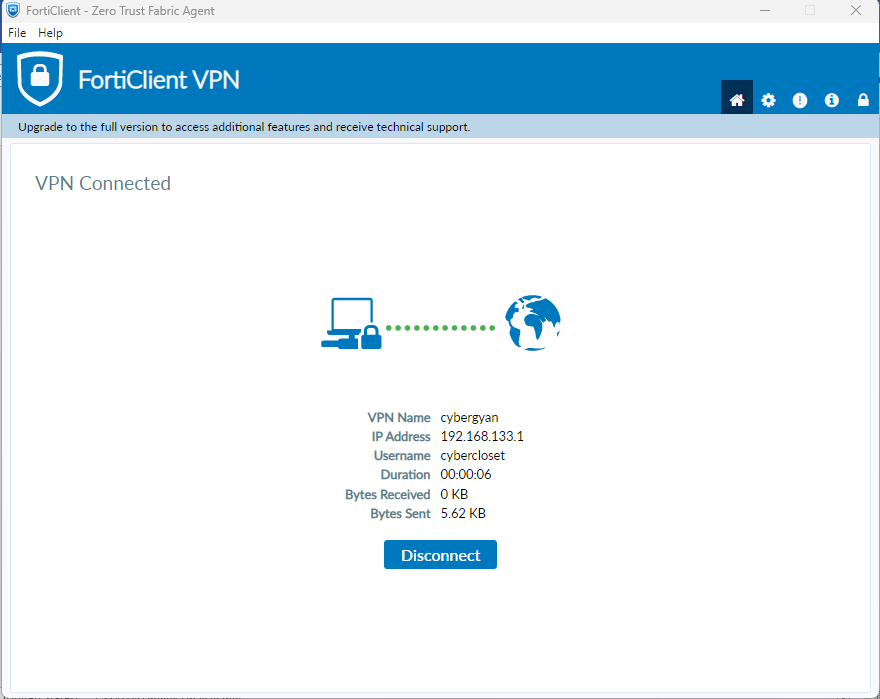 FortiClient - Zero Trust Fabric Agent
File Help
FortiClient VPN
Upgrade to the full version to access additional features and receive technical support.
VPN Connected
VPN Name cybergyan
IP Address 192.168.133.1
Username cybercloset
Duration 00:00:06
Bytes Received 0 KB
Bytes Sent 5.62 KB
Disconnect